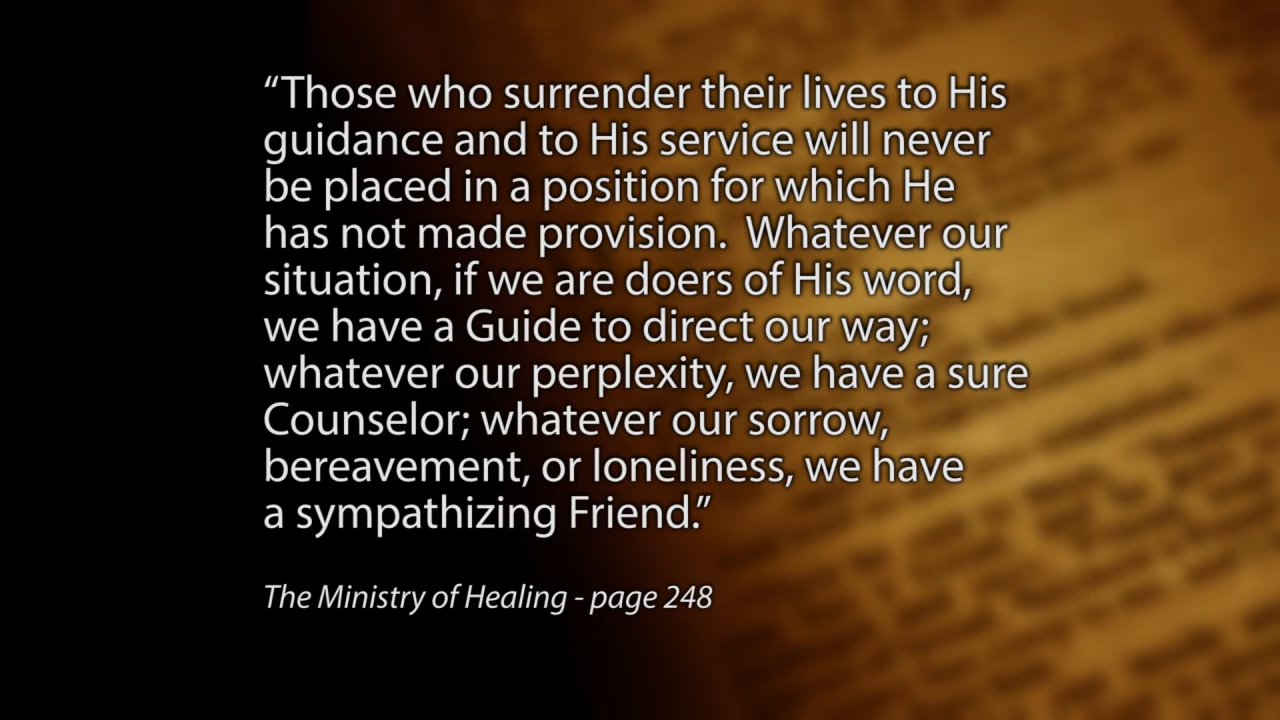 “Those who surrender their lives to His
guidance and to His service will never
be placed in a position for which He
has not made provision.  Whatever our
situation, if we are doers of His word,
we have a Guide to direct our way;
whatever our perplexity, we have a sure
Counselor; whatever our sorrow,
bereavement, or loneliness, we have
a sympathizing Friend.”
The Ministry of Healing - page 248